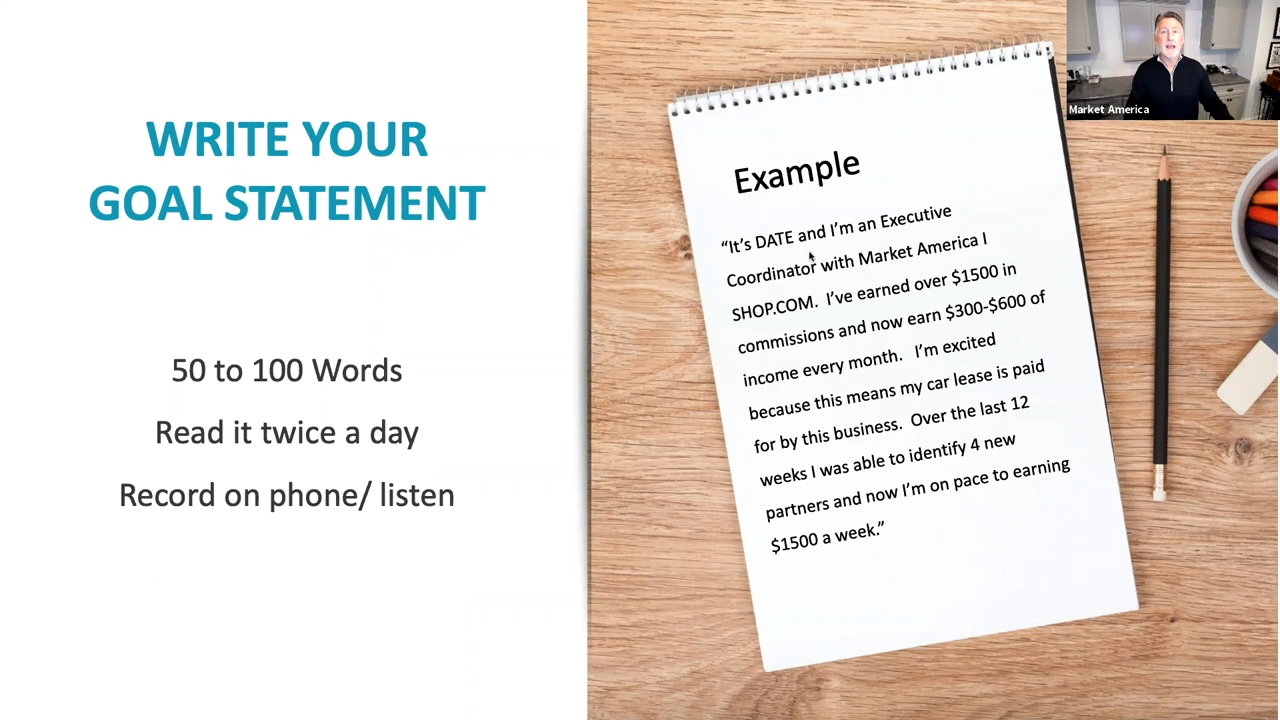 WRITE YOUR
GOAL STATEMENT
50 to 100 Words
Read it twice a day
Record on phone/ listen
Example
“It’s DATE and I’m an Executive
Coordinator with Market America I
SHOP.COM.  I’ve earned over $1500 in
commissions and now earn $300-$600 of
income every month.  I’m excited
because this means my car lease is paid
for by this business.  Over the last 12
weeks I was able to identify 4 new
partners and now I’m on pace to earning
$1500 a week.”
Market America